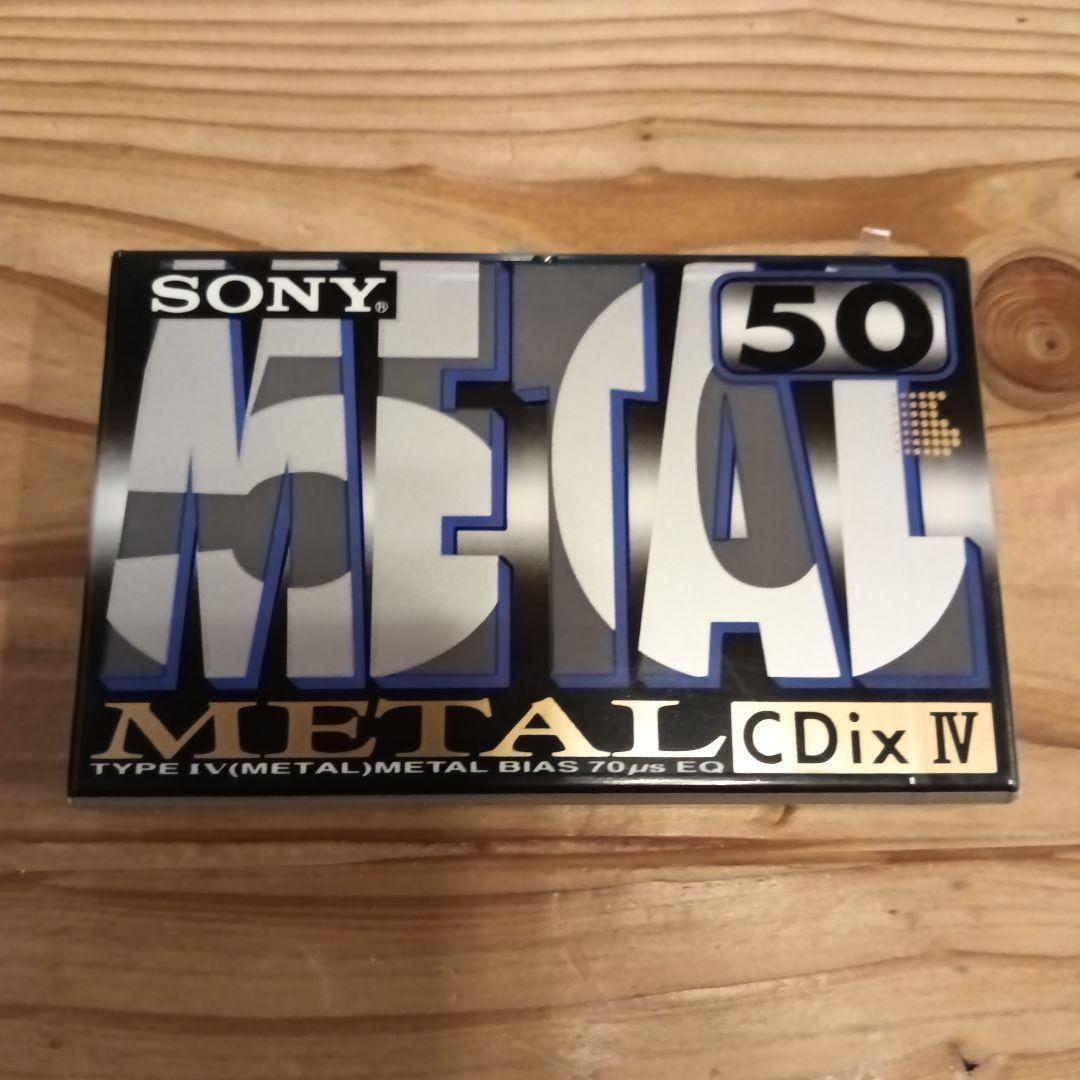 SONY®
50
METAL
METAL
CDix IV
TYPE IV(METAL)METAL BIAS 70μs EQ